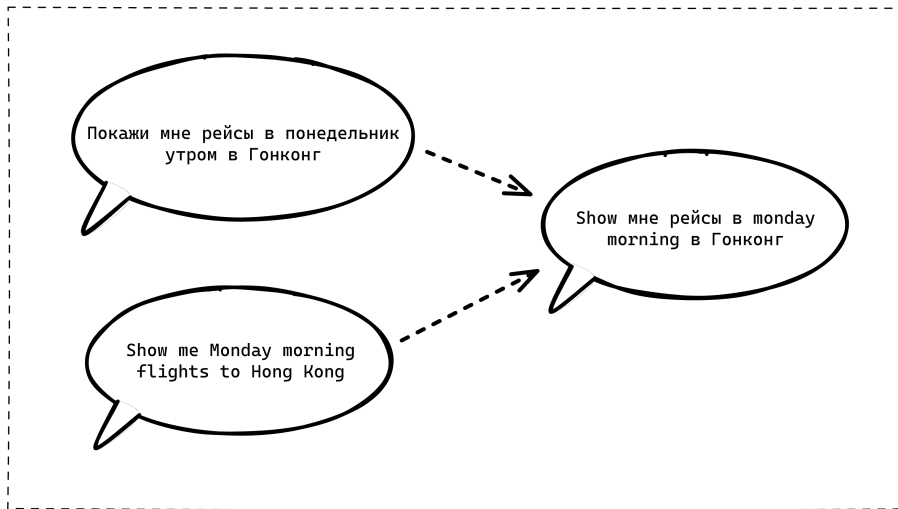 Покажи мне рейсы в понедельник
утром в Гонконг
Show me Monday morning
flights to Hong Kong
Show мне рейсы в monday
morning в Гонконг